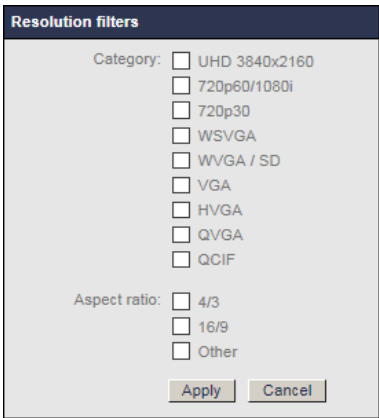 Resolution filters
Category: UHD 3840x2160
720p60/1080i
720p30
WSVGA
WVGA / SD
VGA
HVGA
QVGA
QCIF
Aspect ratio: 4/3
16/9
Other
Apply Cancel